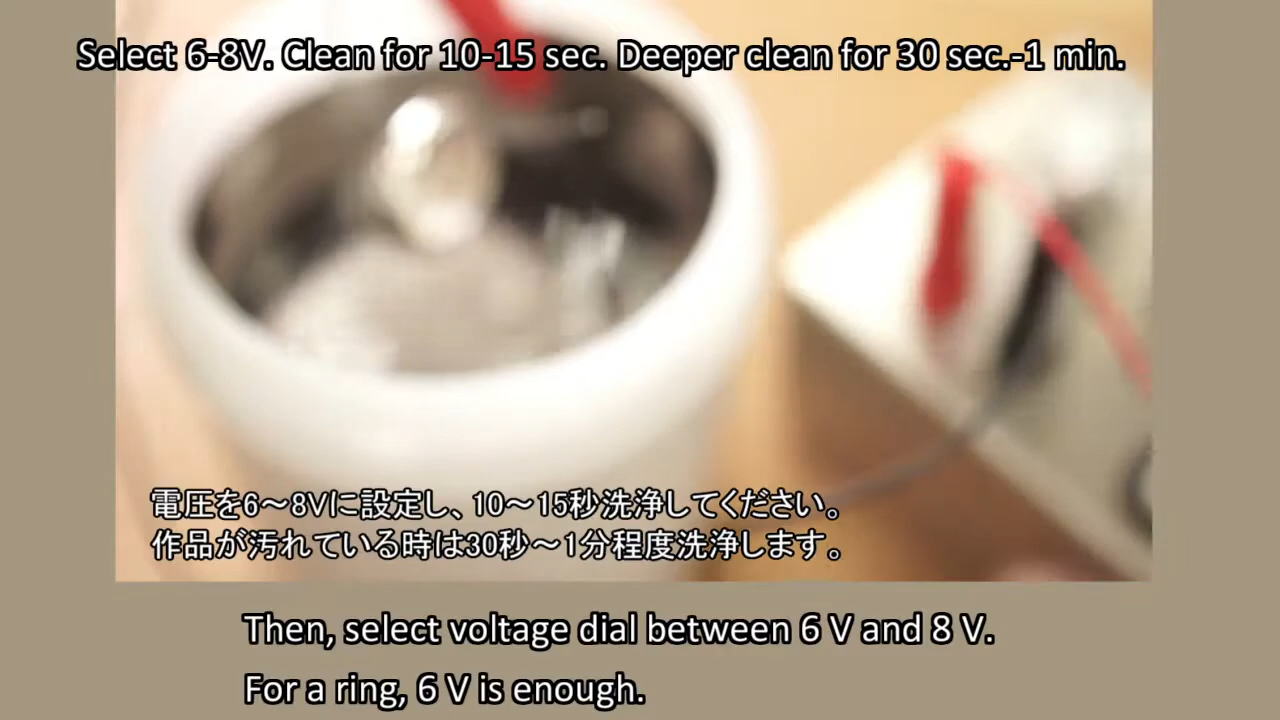 Select 6-8V. Clean for 10-15 sec. Deeper clean for 30 sec.-1 min.
電圧を6～8Vに設定し、10～15秒洗浄してください。
作品が汚れている時は30秒～1分程度洗浄します。
Then, select voltage dial between 6 V and 8 V.
For a ring, 6 V is enough.